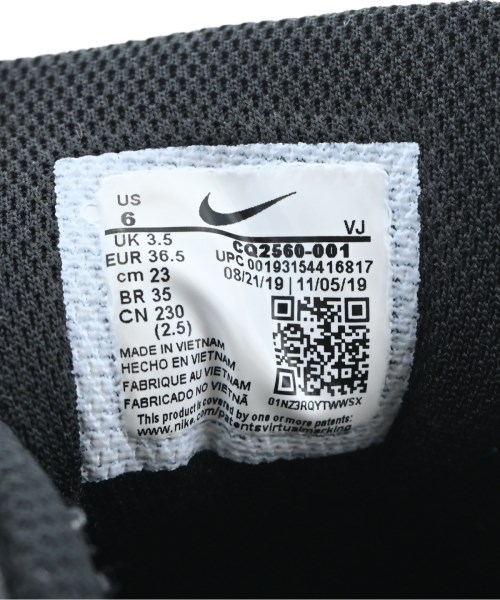 US
6
VJ
UK 3.5
EUR 36.5
cm 23
BR 35
CN 230
(2.5)
CQ2560-001
UPC 00193154416817
08/21/19 | 11/05/19
MADE IN VIETNAM
HECHO EN VIETNAM
FABRIQUE AU VIETNAM
FABRICADO NO VIETNÃ
01NZ3RQYTWWSX
This product is covered by one or more patents:
www.nike.com/patentsvirtualmarking